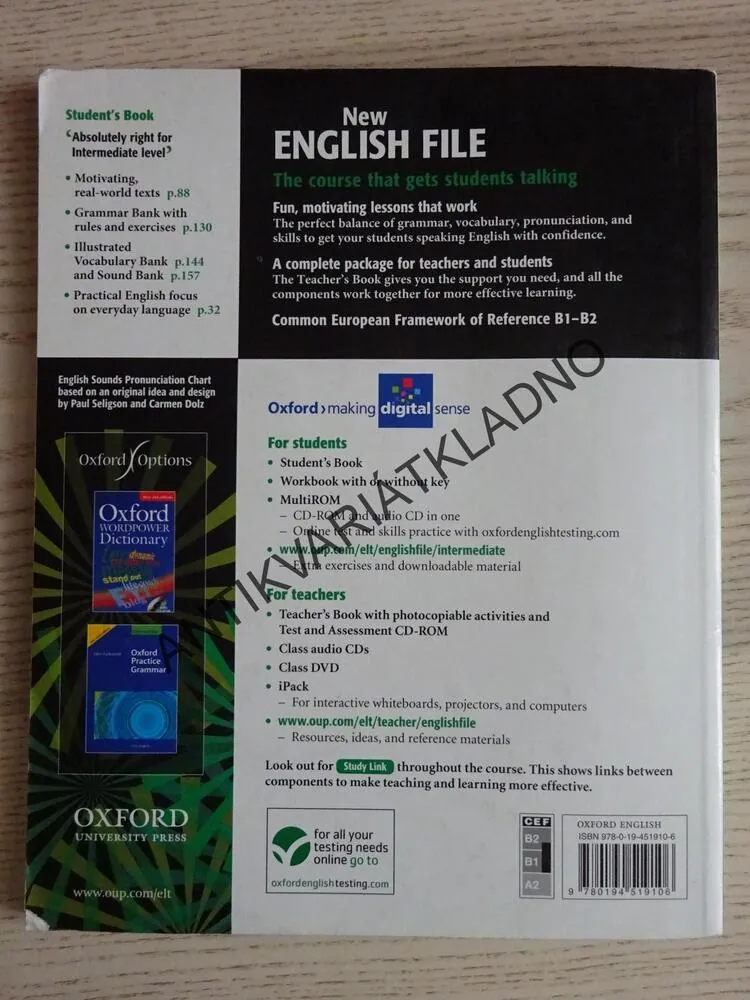 Student's Book
'Absolutely right for
Intermediate level'
• Motivating,
real-world texts p.88
• Grammar Bank with
rules and exercises p.130
• Illustrated
Vocabulary Bank p.144
and Sound Bank p.157
• Practical English focus
on everyday language p.32
New
ENGLISH FILE
The course that gets students talking
Fun, motivating lessons that work
The perfect balance of grammar, vocabulary, pronunciation, and
skills to get your students speaking English with confidence.
A complete package for teachers and students
The Teacher's Book gives you the support you need, and all the
components work together for more effective learning.
Common European Framework of Reference B1–B2
English Sounds Pronunciation Chart
based on an original idea and design
by Paul Seligson and Carmen Dolz
Oxford Options
Oxford
WORDPOWER
Dictionary
dynamic
stand out
blog
Oxford
Practice
Grammar
OXFORD
UNIVERSITY PRESS
www.oup.com/elt
Oxford › making digital sense
For students
• Student's Book
• Workbook with or without key
• MultiROM
– CD-ROM and audio CD in one
– Online test and skills practice with oxfordenglishtesting.com
• www.oup.com/elt/englishfile/intermediate
– Extra exercises and downloadable material
For teachers
• Teacher's Book with photocopiable activities and
Test and Assessment CD-ROM
• Class audio CDs
• Class DVD
• iPack
– For interactive whiteboards, projectors, and computers
• www.oup.com/elt/teacher/englishfile
– Resources, ideas, and reference materials
Look out for Study Link throughout the course. This shows links between
components to make teaching and learning more effective.
for all your
testing needs
online go to
oxfordenglishtesting.com
CEF
B2
B1
A2
OXFORD ENGLISH
ISBN 978-0-19-451910-6
9 780194 519106
ANTIKVARIÁTKLADNO